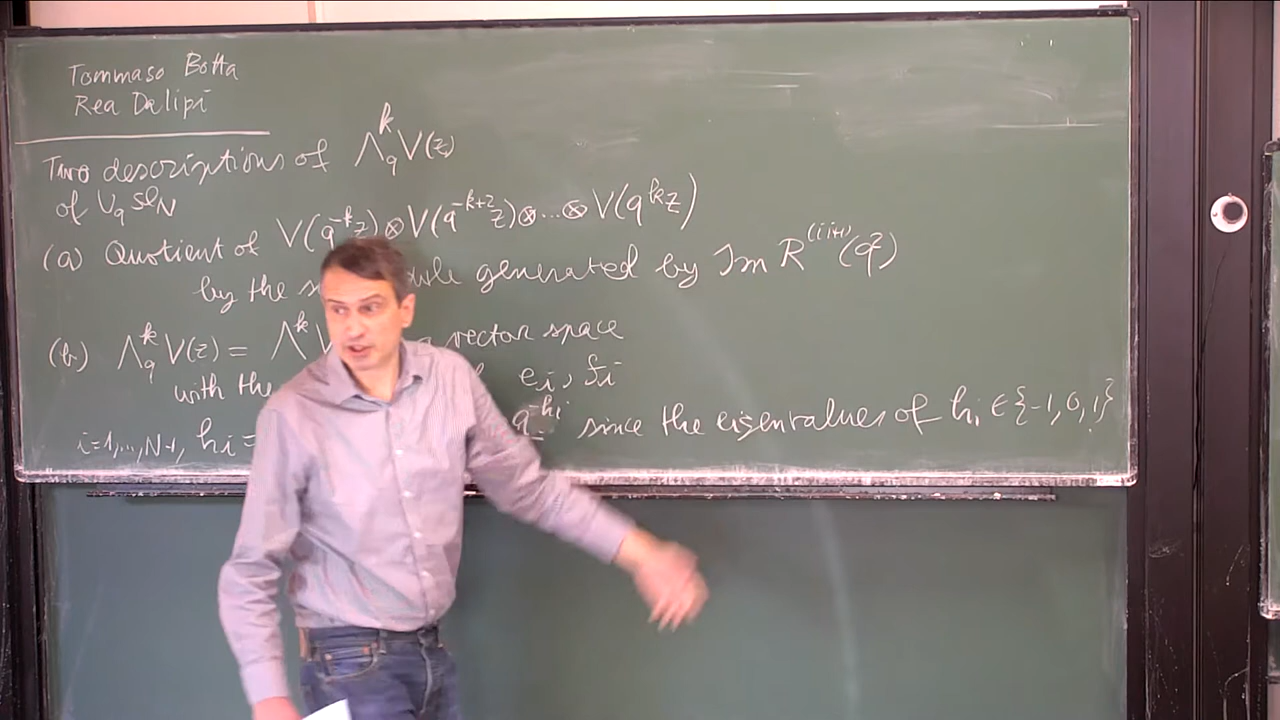 Tommaso Botta
Rea Dalipi
Two descriptions of Λ_q^k V(z)
of U_q sl_N
(a) Quotient of V(q^{-k}z)⊗V(q^{-k+2}z)⊗...⊗V(q^k z)
by the generated by Im R^{(i,i+1)}(q²)
(b) Λ_q^k V(z) = Λ^k vector space
with the e_i, f_i
i=1,...,N-1, h_i = q^{-h_i} since the eigenvalues of h_i ∈ {-1,0,1}